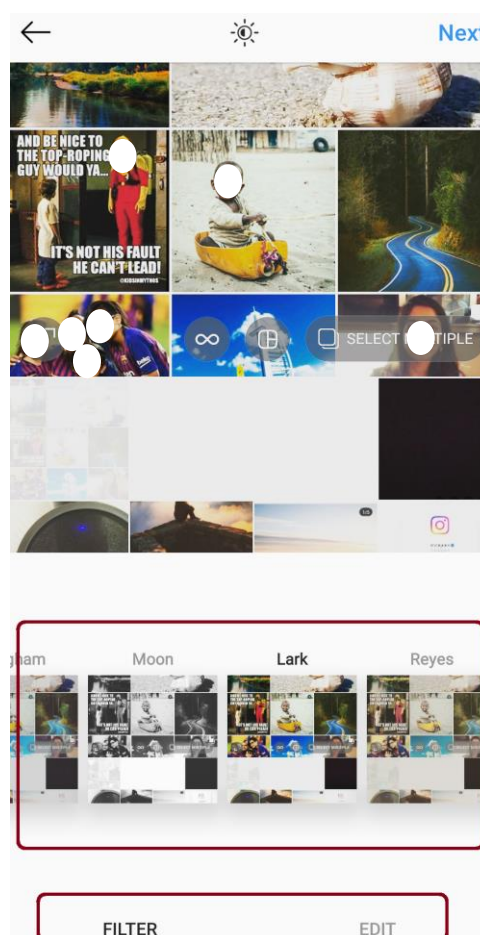 Next
AND BE NICE TO
THE TOP-ROPING
GUY WOULD YA...
IT'S NOT HIS FAULT
HE CAN'T LEAD!
SELECT TIPLE
Moon
Lark
Reyes
FILTER
EDIT